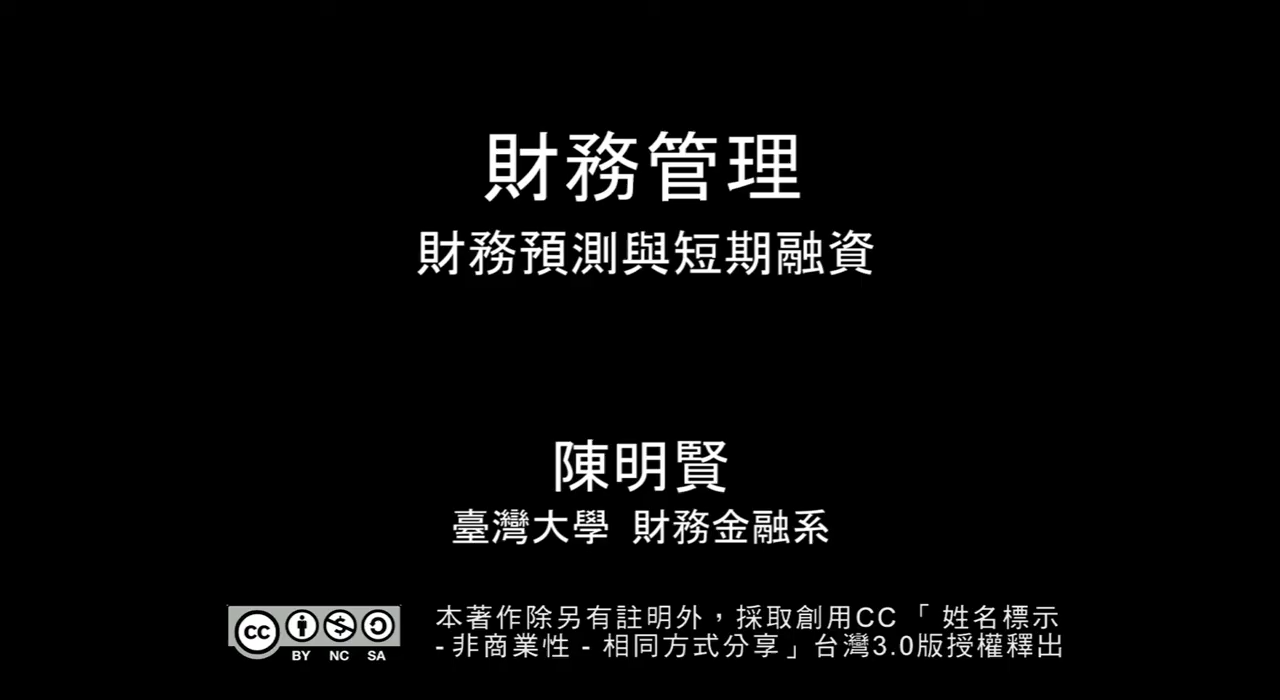 財務管理
財務預測與短期融資
陳明賢
臺灣大學 財務金融系
本著作除另有註明外，採取創用CC「 姓名標示
- 非商業性 - 相同方式分享」台灣3.0版授權釋出
cc
BY NC SA